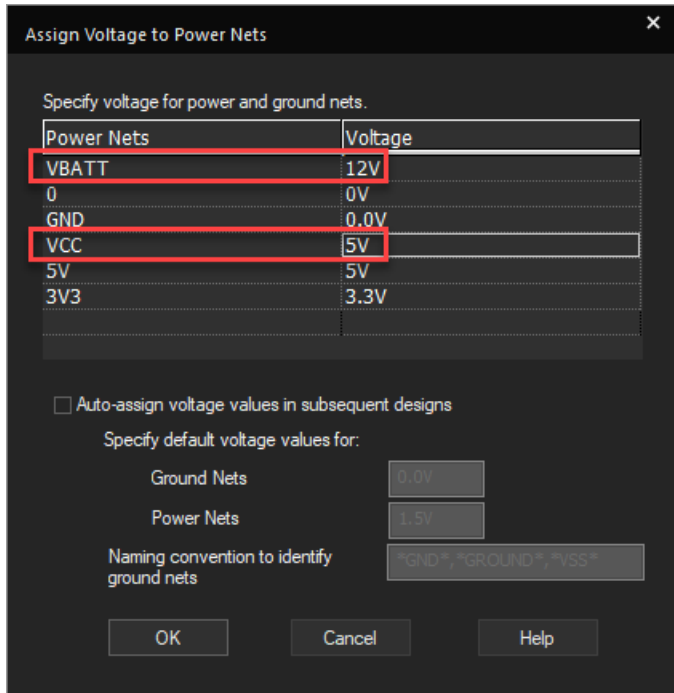 Assign Voltage to Power Nets
Specify voltage for power and ground nets.
Power Nets Voltage
VBATT 12V
0 0V
GND 0.0V
VCC 5V
5V 5V
3V3 3.3V
Auto-assign voltage values in subsequent designs
Specify default voltage values for:
Ground Nets 0.0V
Power Nets 1.5V
Naming convention to identify *GND*,*GROUND*,*VSS*
ground nets
OK Cancel Help